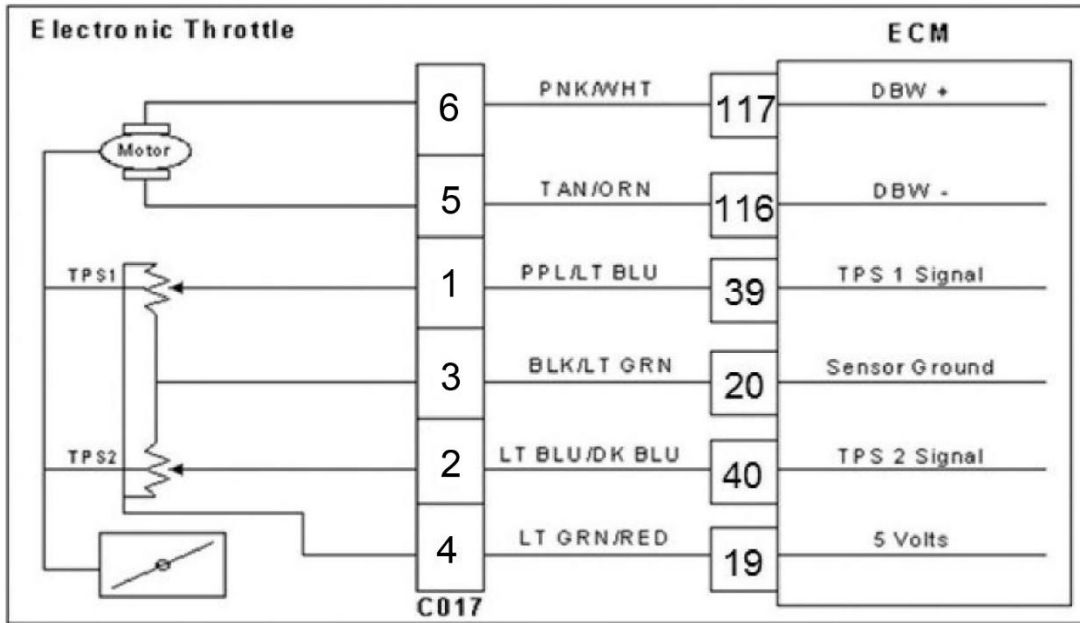 Electronic Throttle
ECM
6 PNK/WHT 117 DBW +
Motor
5 TAN/ORN 116 DBW -
TPS1 1 PPL/LT BLU 39 TPS 1 Signal
3 BLK/LT GRN 20 Sensor Ground
TPS2 2 LT BLU/DK BLU 40 TPS 2 Signal
4 LT GRN/RED 19 5 Volts
C017